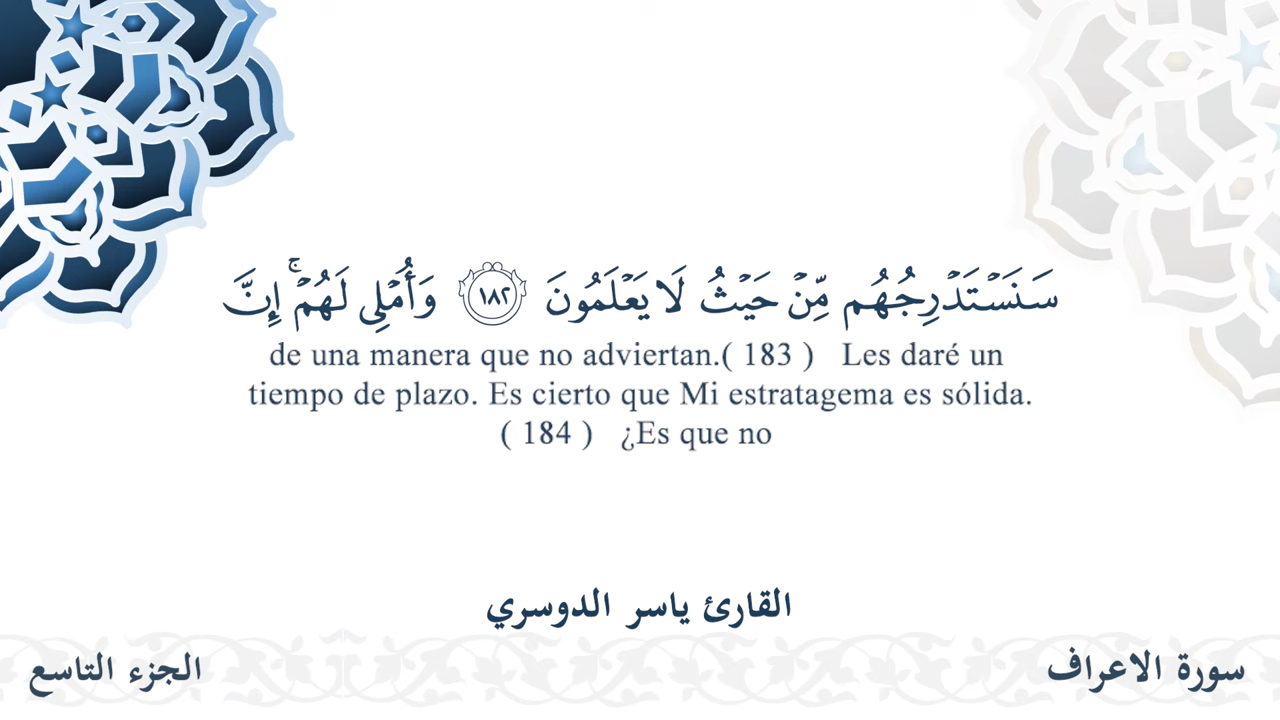 سَنَسْتَدْرِجُهُم مِّنْ حَيْثُ لَا يَعْلَمُونَ ١٨٢ وَأُمْلِى لَهُمْ ۚ إِنَّ
de una manera que no adviertan.( 183 ) Les daré un
tiempo de plazo. Es cierto que Mi estratagema es sólida.
( 184 ) ¿Es que no
القارئ ياسر الدوسري
سورة الاعراف
الجزء التاسع